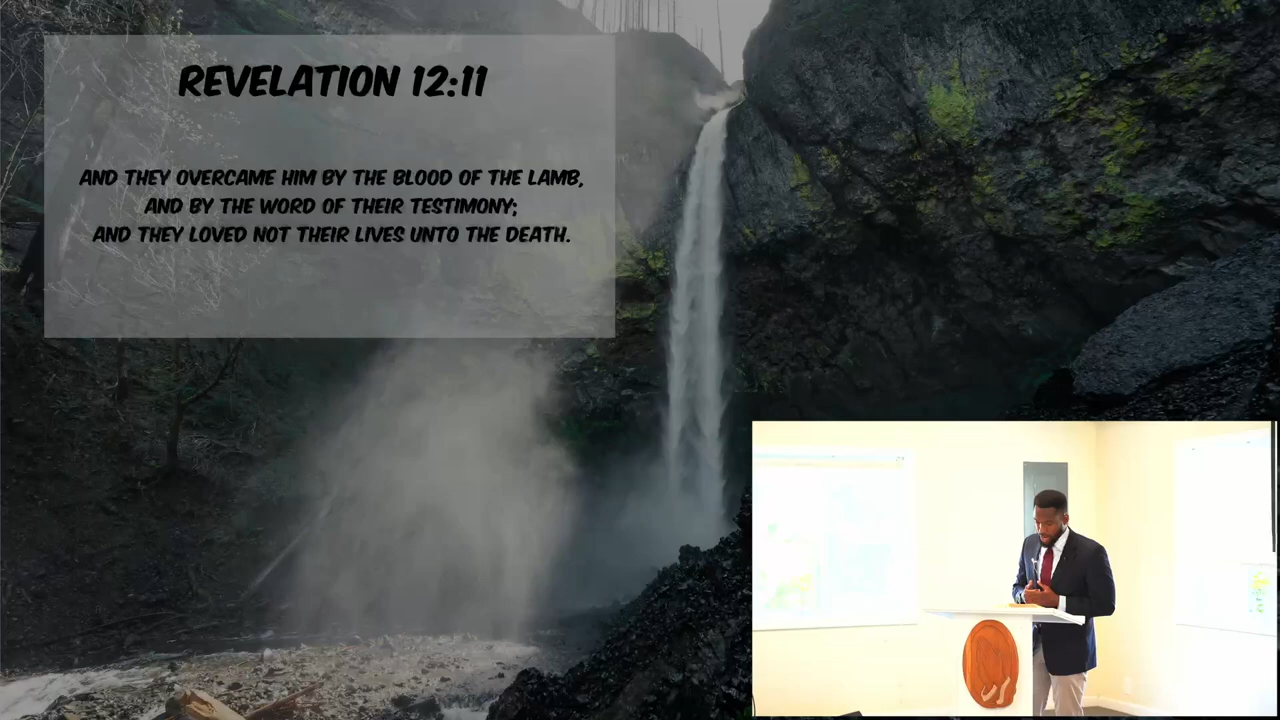 REVELATION 12:11
AND THEY OVERCAME HIM BY THE BLOOD OF THE LAMB,
AND BY THE WORD OF THEIR TESTIMONY;
AND THEY LOVED NOT THEIR LIVES UNTO THE DEATH.